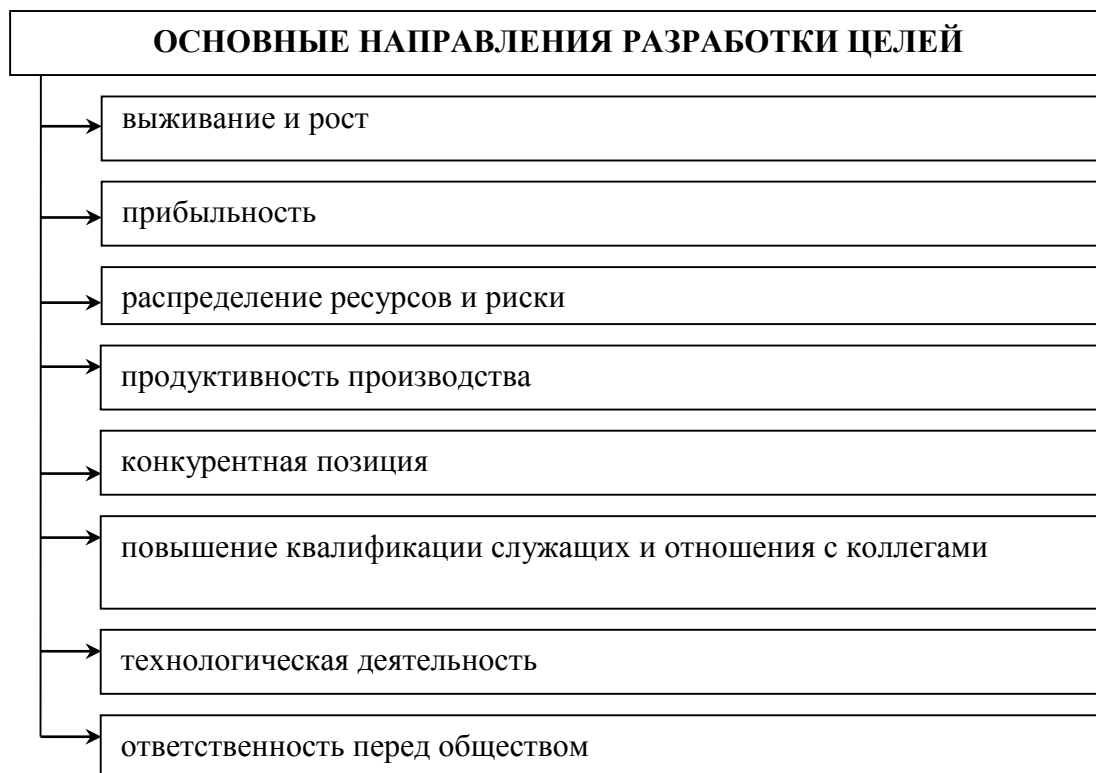 ОСНОВНЫЕ НАПРАВЛЕНИЯ РАЗРАБОТКИ ЦЕЛЕЙ
выживание и рост
прибыльность
распределение ресурсов и риски
продуктивность производства
конкурентная позиция
повышение квалификации служащих и отношения с коллегами
технологическая деятельность
ответственность перед обществом